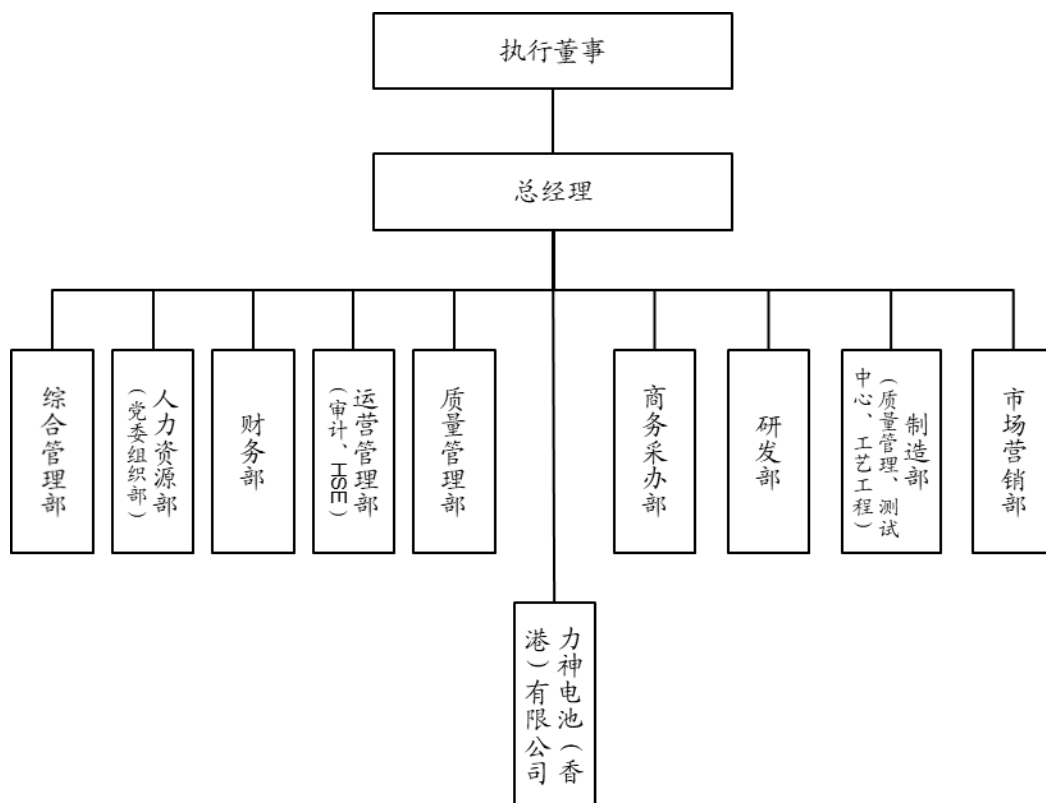 执行董事
总经理
综合管理部
人力资源部
（党委组织部）
财务部
运营管理部
（审计、HSE）
质量管理部
商务采办部
研发部
制造部
（质量管理、测试
中心、工艺工程）
市场营销部
力神电池（香
港）有限公司